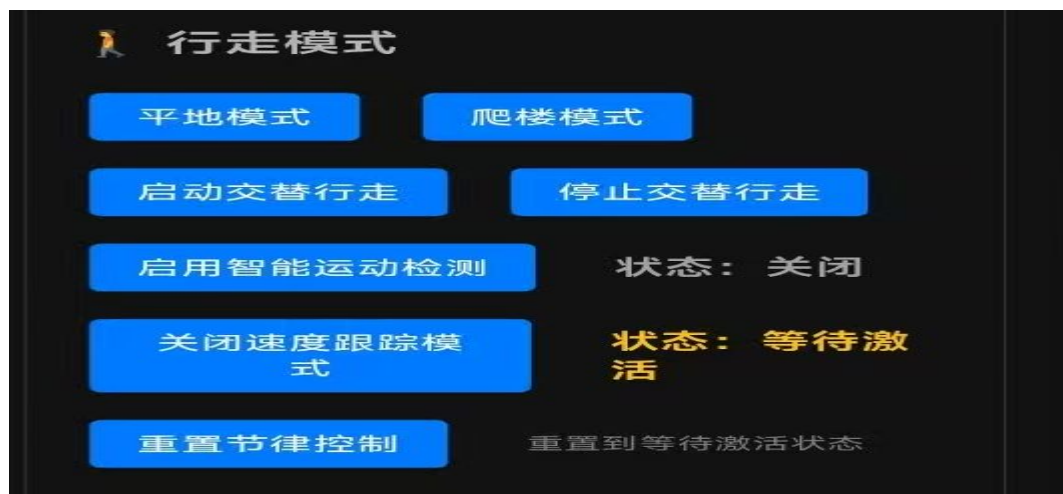 行走模式
平地模式 爬楼模式
启动交替行走 停止交替行走
启用智能运动检测 状态：关闭
关闭速度跟踪模
式
状态：等待激
活
重置节律控制 重置到等待激活状态